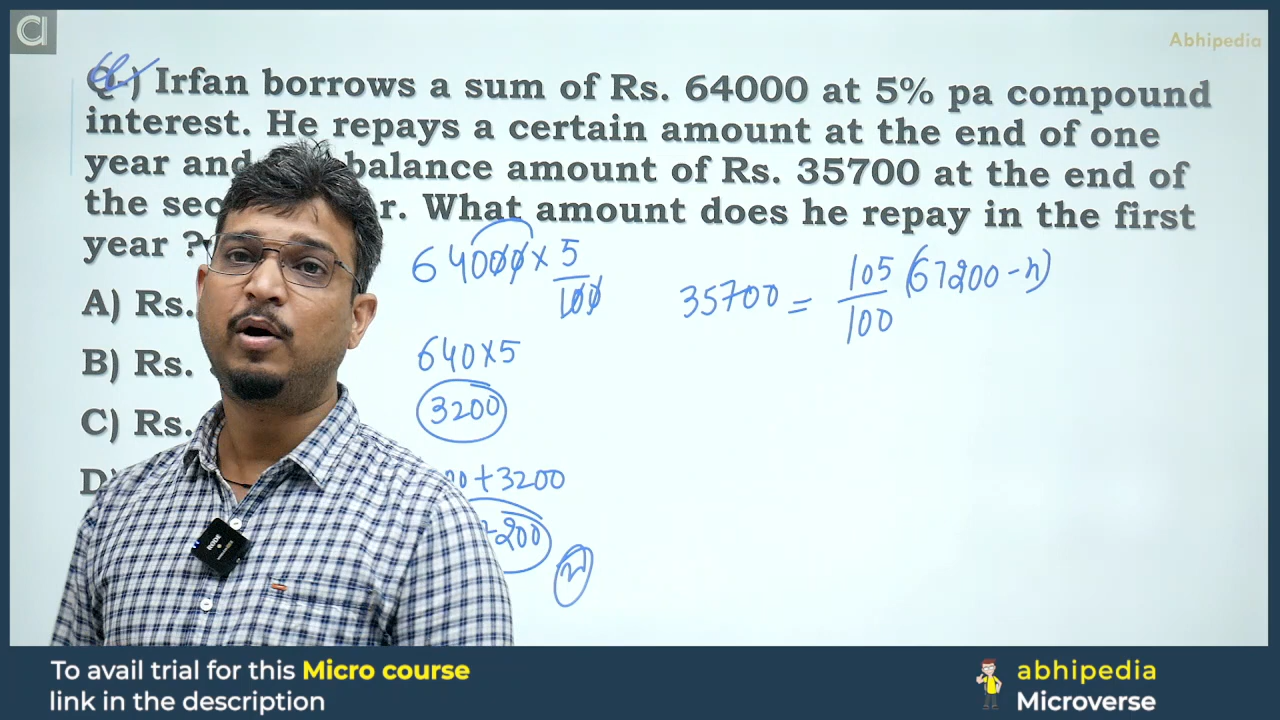 Abhipedia
Q-) Irfan borrows a sum of Rs. 64000 at 5% pa compound
interest. He repays a certain amount at the end of one
year and balance amount of Rs. 35700 at the end of
the sec r. What amount does he repay in the first
year ?
A) Rs.
B) Rs.
C) Rs.
D)
64000 × 5/100
640 × 5
3200
00 + 3200
200
35700 = 105/100 (67200 - x)
x
To avail trial for this Micro course
link in the description
abhipedia
Microverse